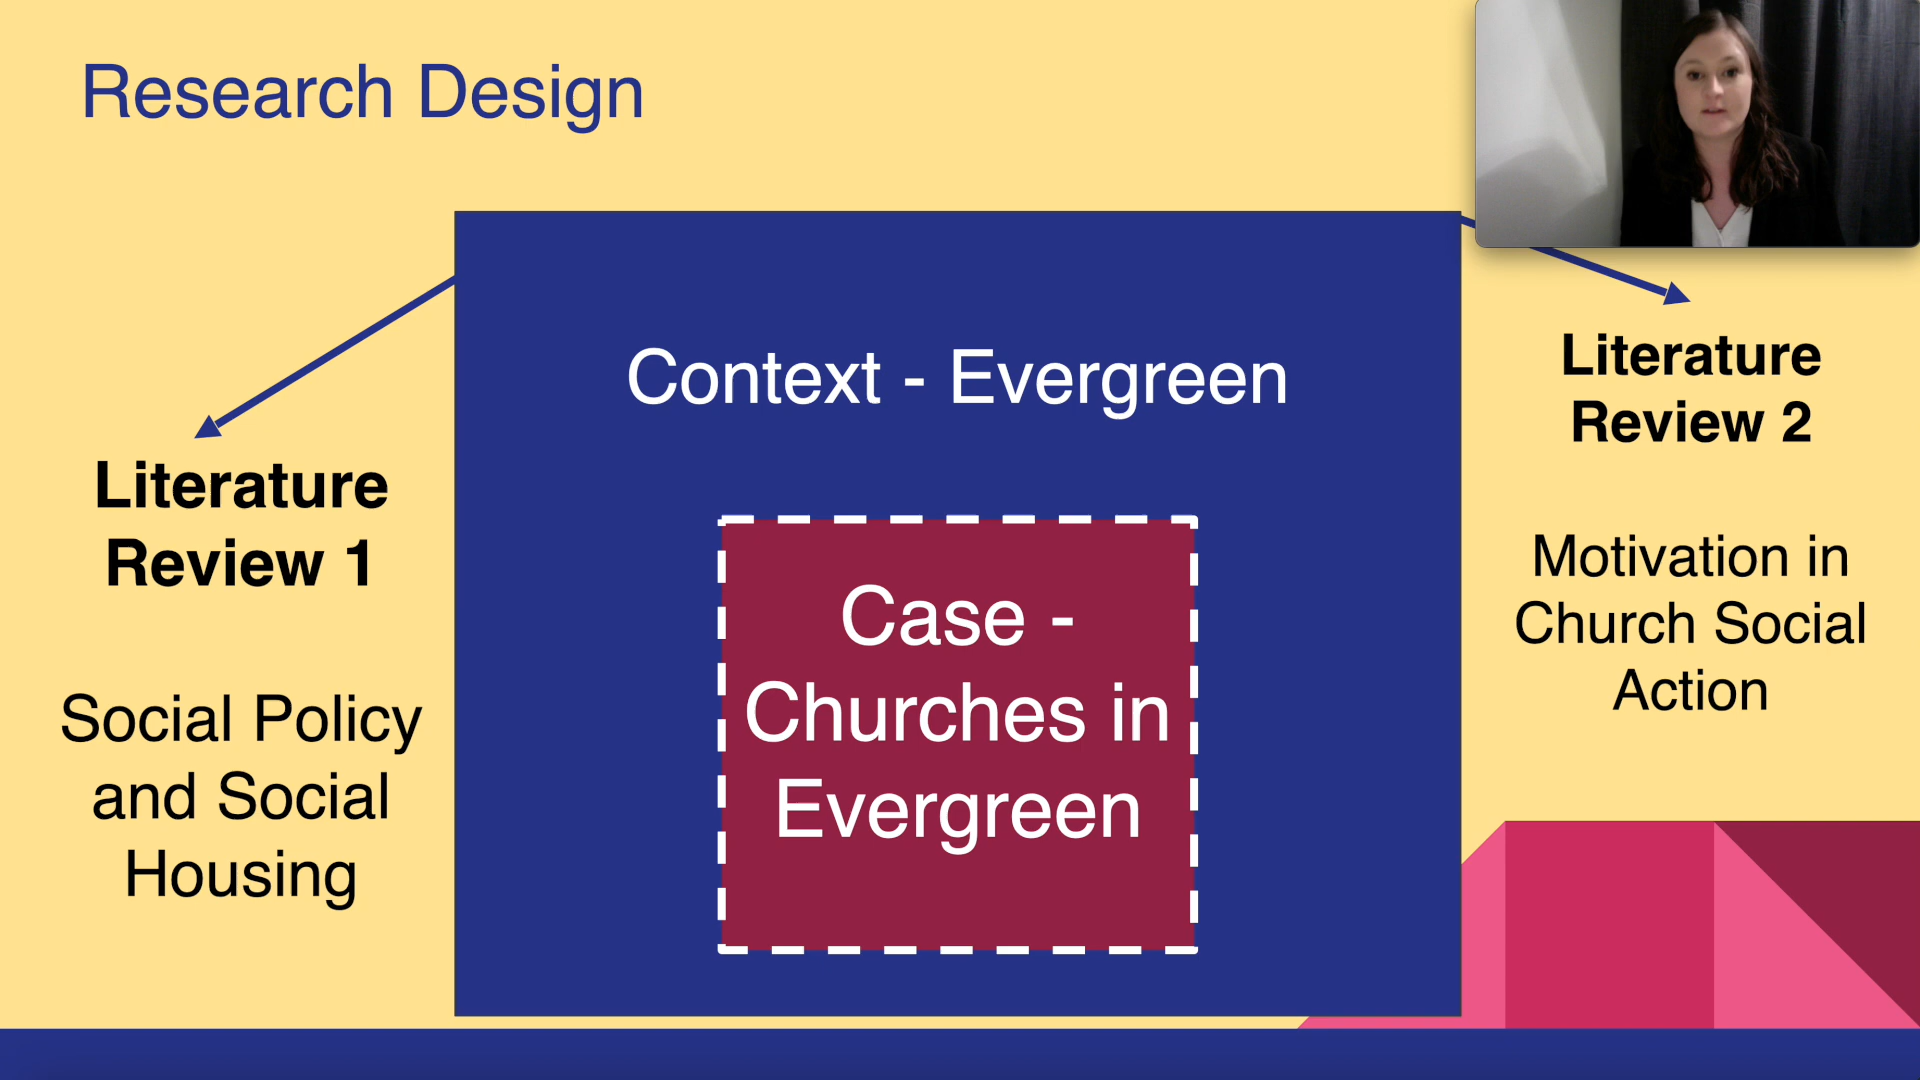 Research Design
Context - Evergreen
Case -
Churches in
Evergreen
Literature
Review 1
Social Policy
and Social
Housing
Literature
Review 2
Motivation in
Church Social
Action